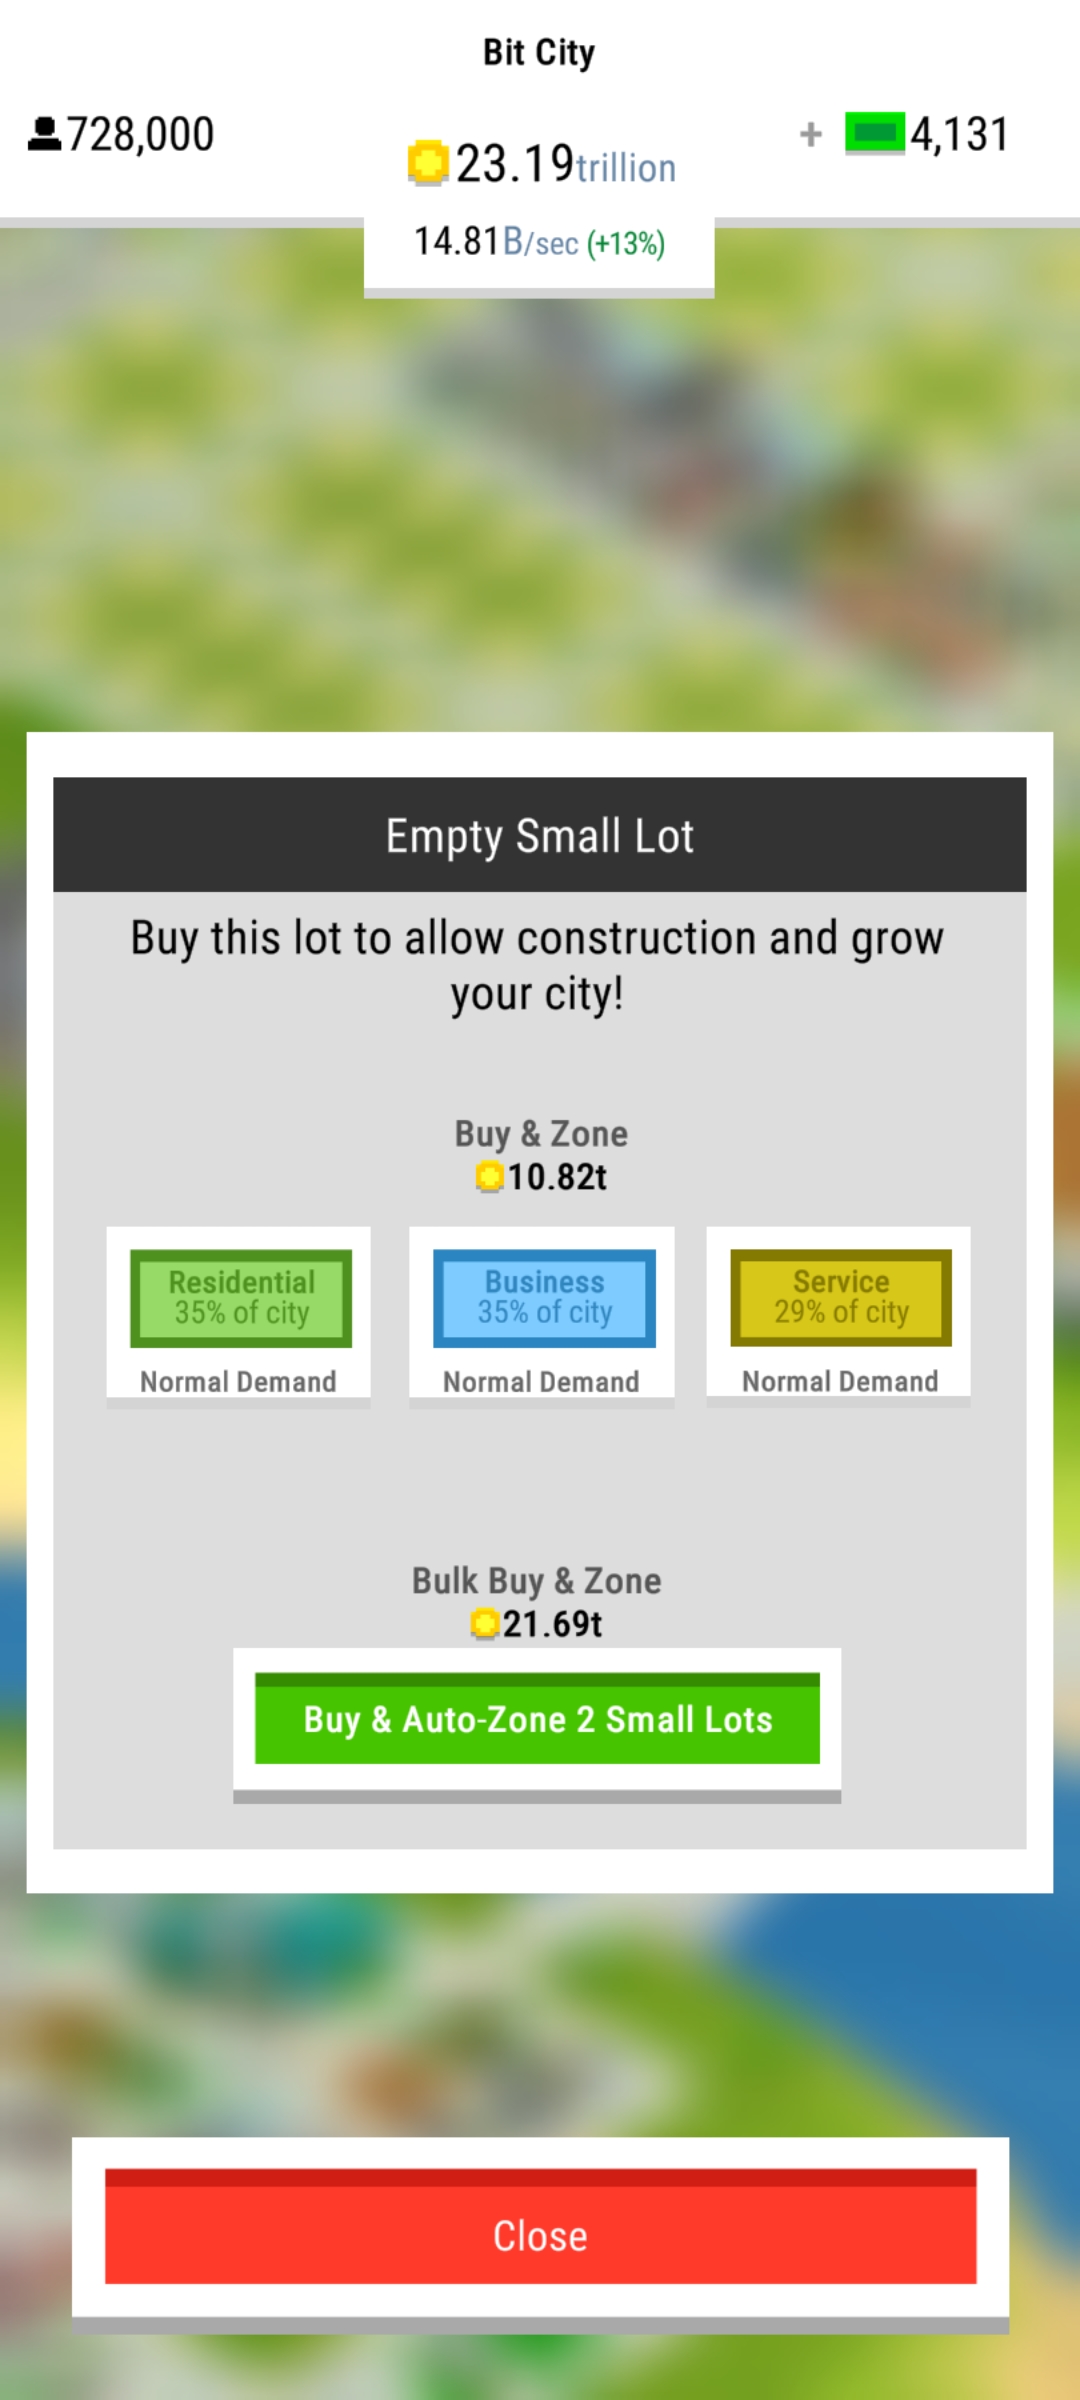 Bit City
728,000
+ 4,131
23.19trillion
14.81B/sec (+13%)
Empty Small Lot
Buy this lot to allow construction and grow
your city!
Buy & Zone
10.82t
Residential
35% of city
Normal Demand
Business
35% of city
Normal Demand
Service
29% of city
Normal Demand
Bulk Buy & Zone
21.69t
Buy & Auto-Zone 2 Small Lots
Close